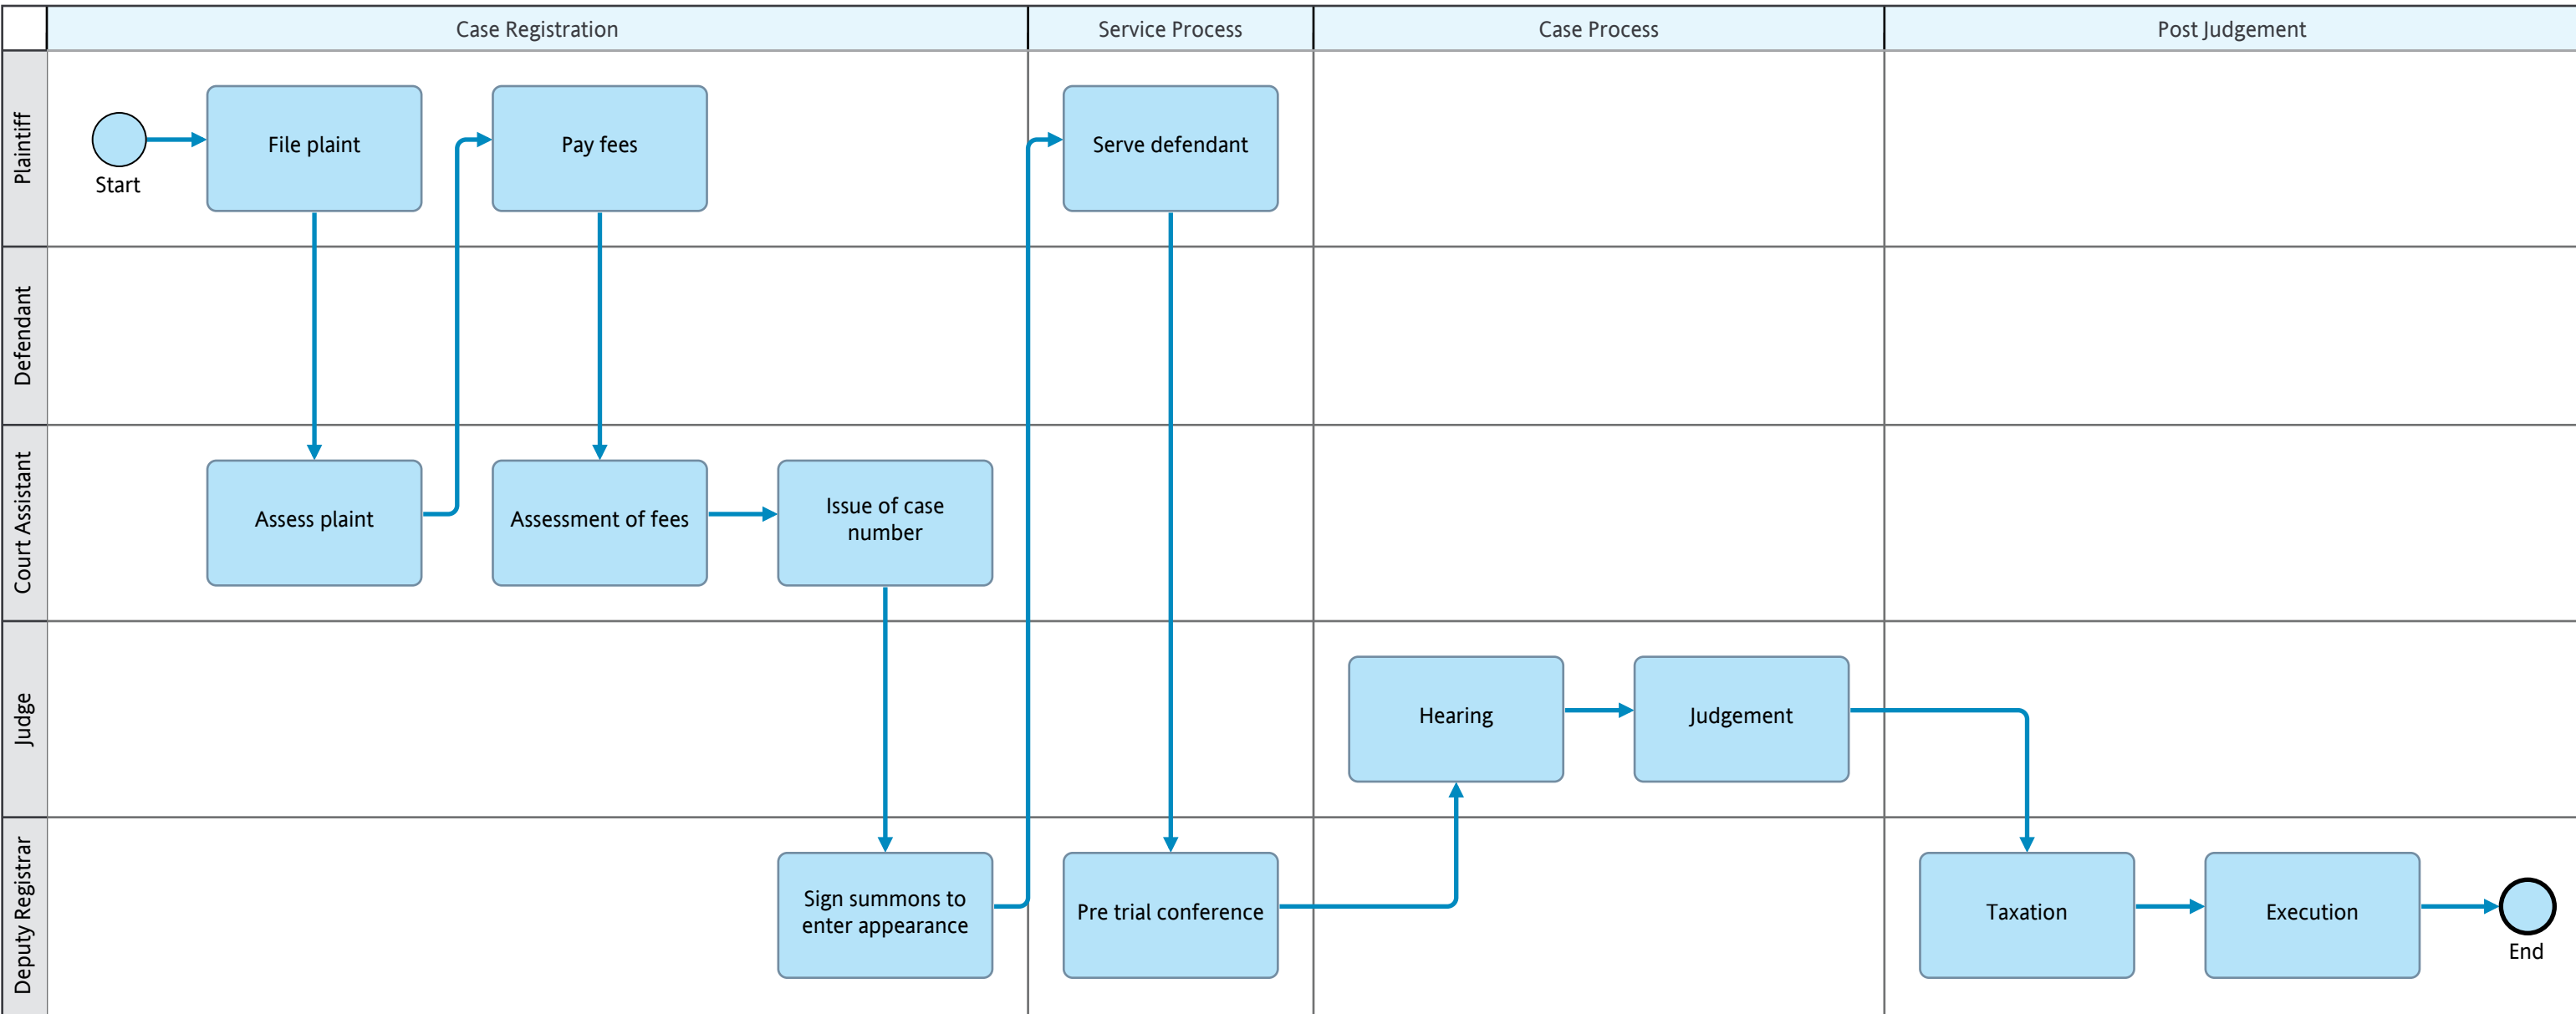 Case Registration
Service Process
Case Process
Post Judgement
Plaintiff
Start
File plaint
Pay fees
Serve defendant
Defendant
Court Assistant
Assess plaint
Assessment of fees
Issue of case
number
Judge
Hearing
Judgement
Deputy Registrar
Sign summons to
enter appearance
Pre trial conference
Taxation
Execution
End